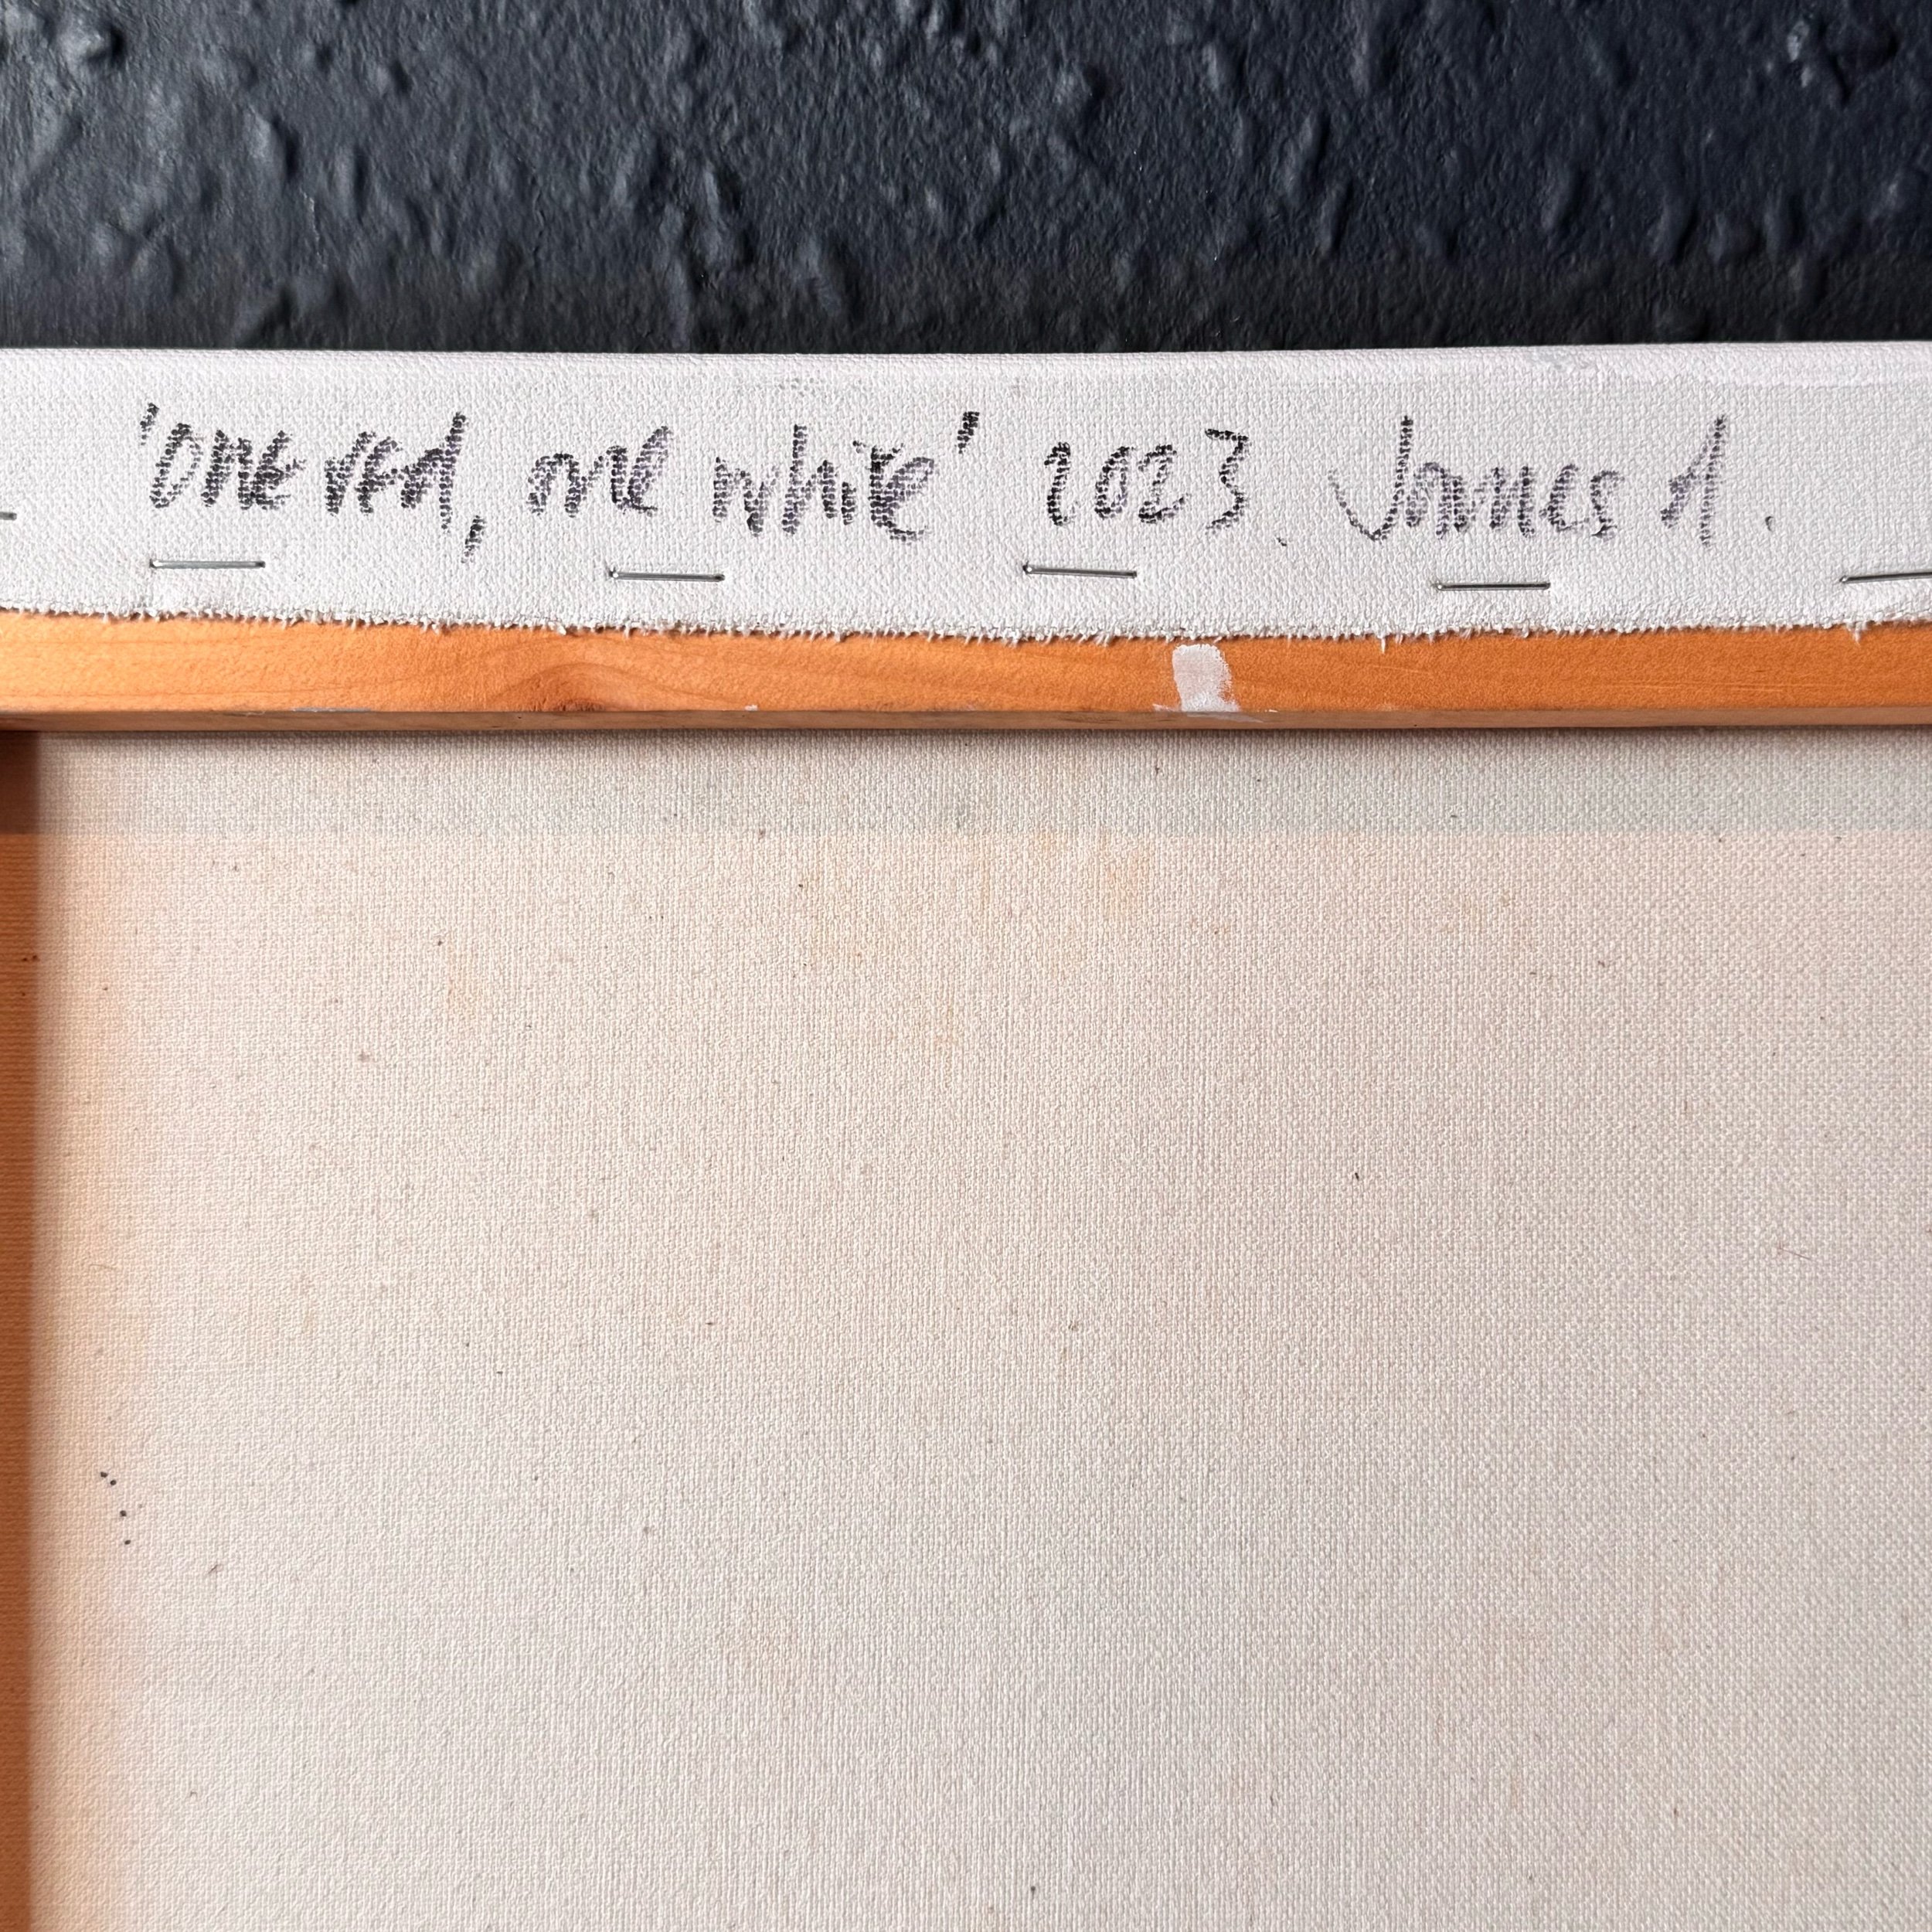 'one red, one white' 2023. James A.